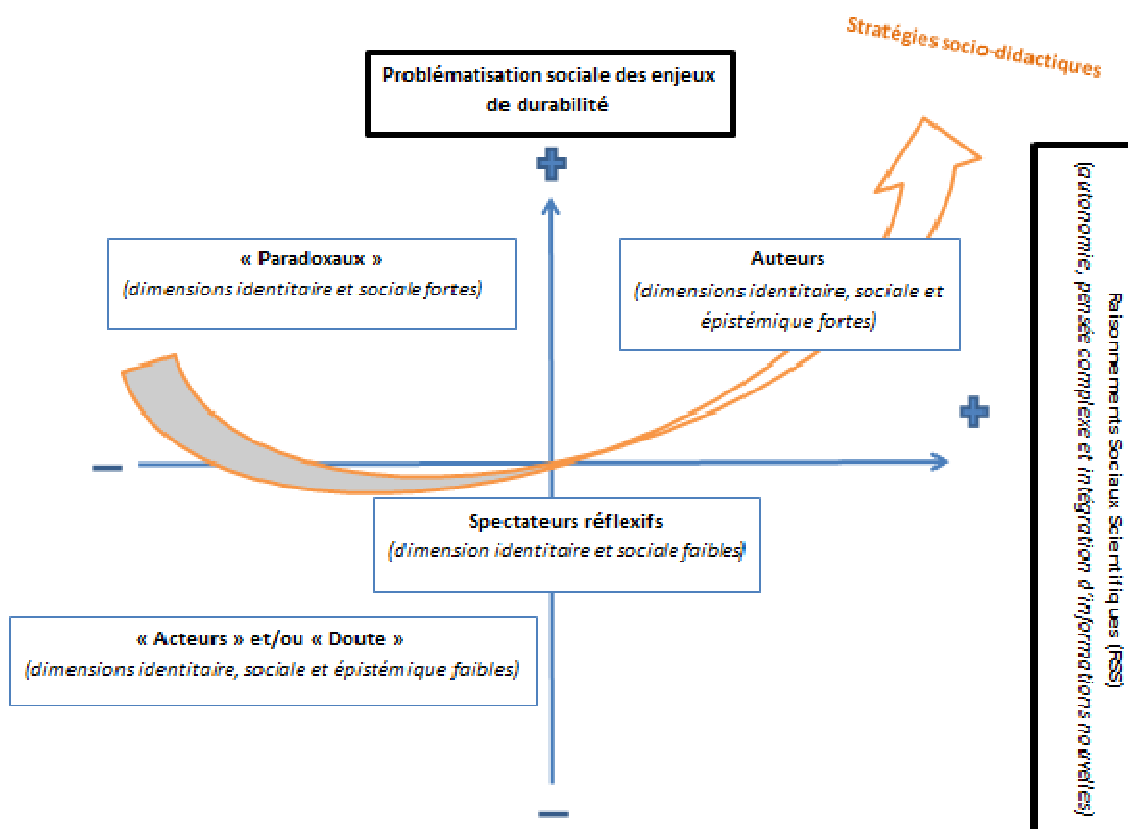 Stratégies socio-didactiques
Problématisation sociale des enjeux
de durabilité
« Paradoxaux »
(dimensions identitaire et sociale fortes)
Auteurs
(dimensions identitaire, sociale et
épistémique fortes)
Spectateurs réflexifs
(dimension identitaire et sociale faibles)
« Acteurs » et/ou « Doute »
(dimensions identitaire, sociale et épistémique faibles)
Raisonnements Sociaux Scientifiques (RSS)
(autonomie, pensée complexe et intégration d'informations nouvelles)